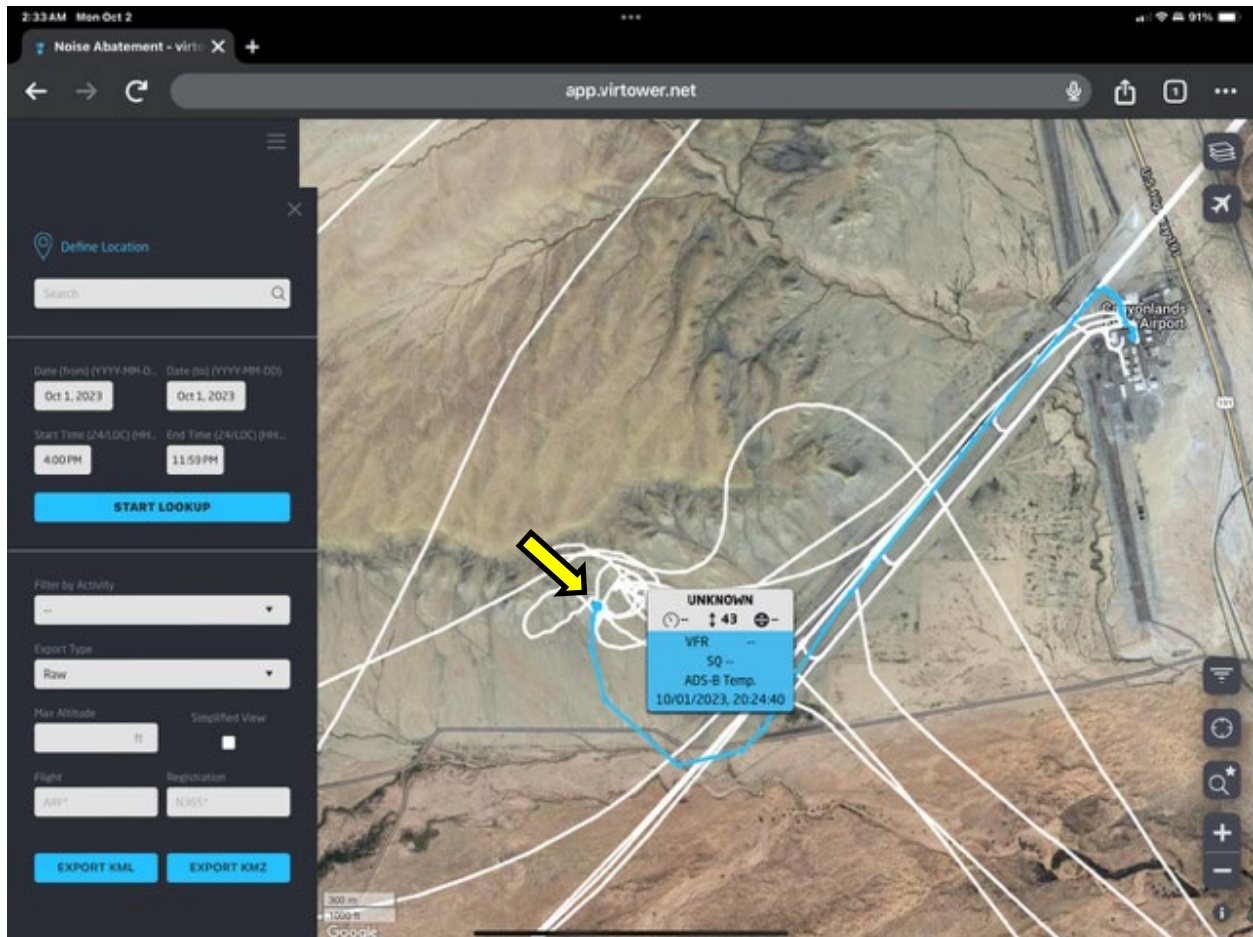 2:33 AM Mon Oct 2
91%
Noise Abatement - virto
app.virtower.net
Define Location
Search
Date (from) (YYYY-MM-D... Date (to) (YYYY-MM-DD)
Oct 1, 2023 Oct 1, 2023
Start Time (24/LOC) (HH... End Time (24/LOC) (HH...
4:00 PM 11:59 PM
START LOOKUP
Filter by Activity
--
Export Type
Raw
Max Altitude Simplified View
ft
Flight Registration
AAY* N365*
EXPORT KML EXPORT KMZ
U.S. Highway 191
Canyonlands
Airport
191
UNKNOWN
-- 43 --
VFR --
SQ --
ADS-B Temp.
10/01/2023, 20:24:40
300 m
1000 ft
Google